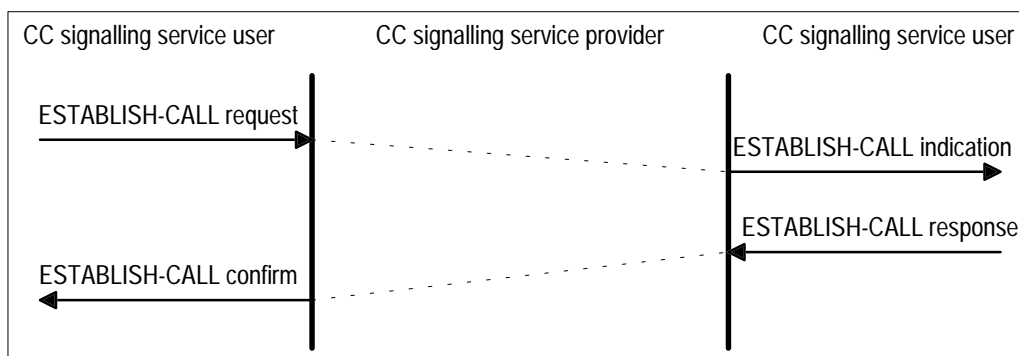 CC signalling service user
CC signalling service provider
CC signalling service user
ESTABLISH-CALL request
ESTABLISH-CALL indication
ESTABLISH-CALL response
ESTABLISH-CALL confirm